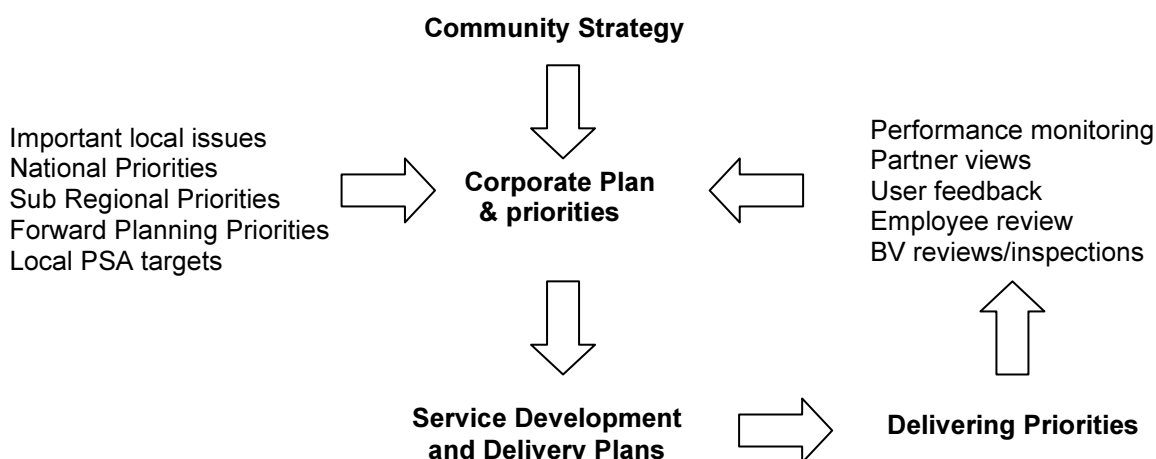 Community Strategy
Important local issues
National Priorities
Sub Regional Priorities
Forward Planning Priorities
Local PSA targets
Corporate Plan
& priorities
Performance monitoring
Partner views
User feedback
Employee review
BV reviews/inspections
Service Development
and Delivery Plans
Delivering Priorities